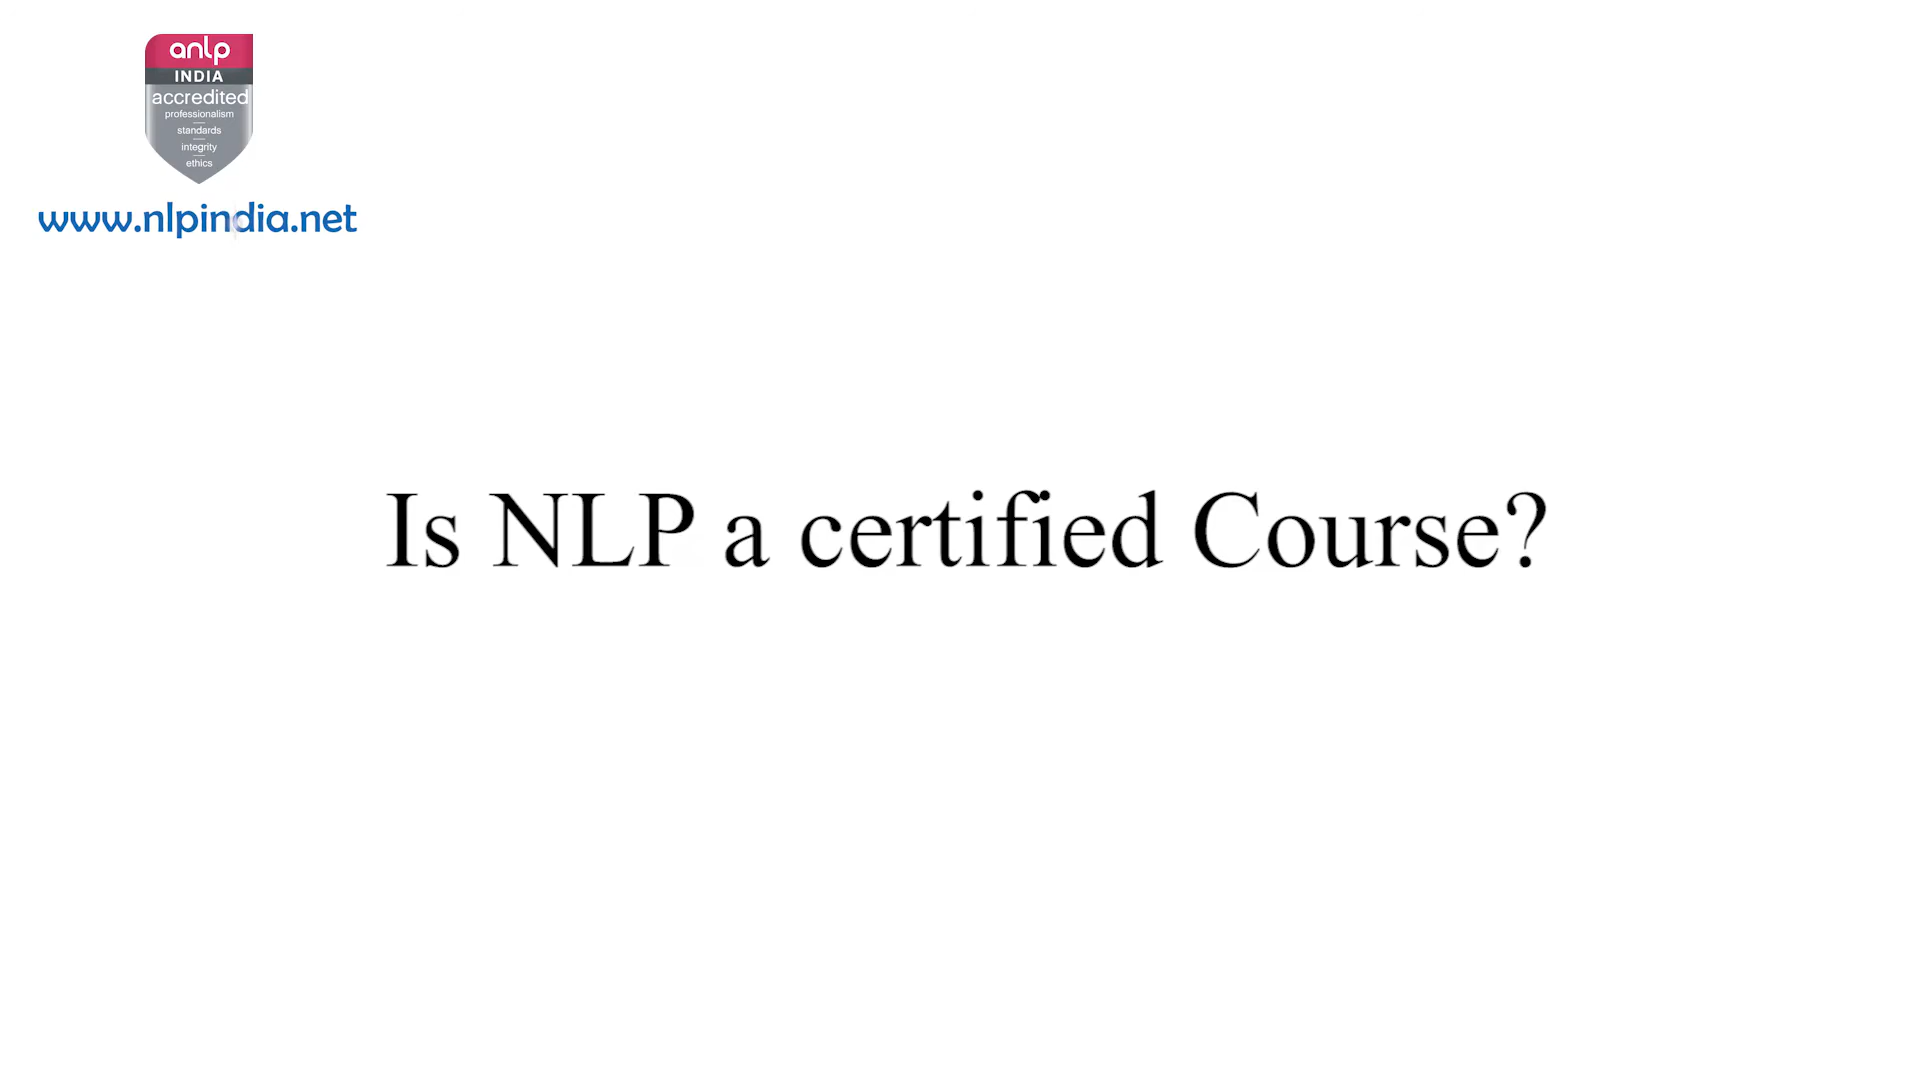 anlp
INDIA
accredited
professionalism
standards
integrity
ethics
www.nlpindia.net
Is NLP a certified Course?